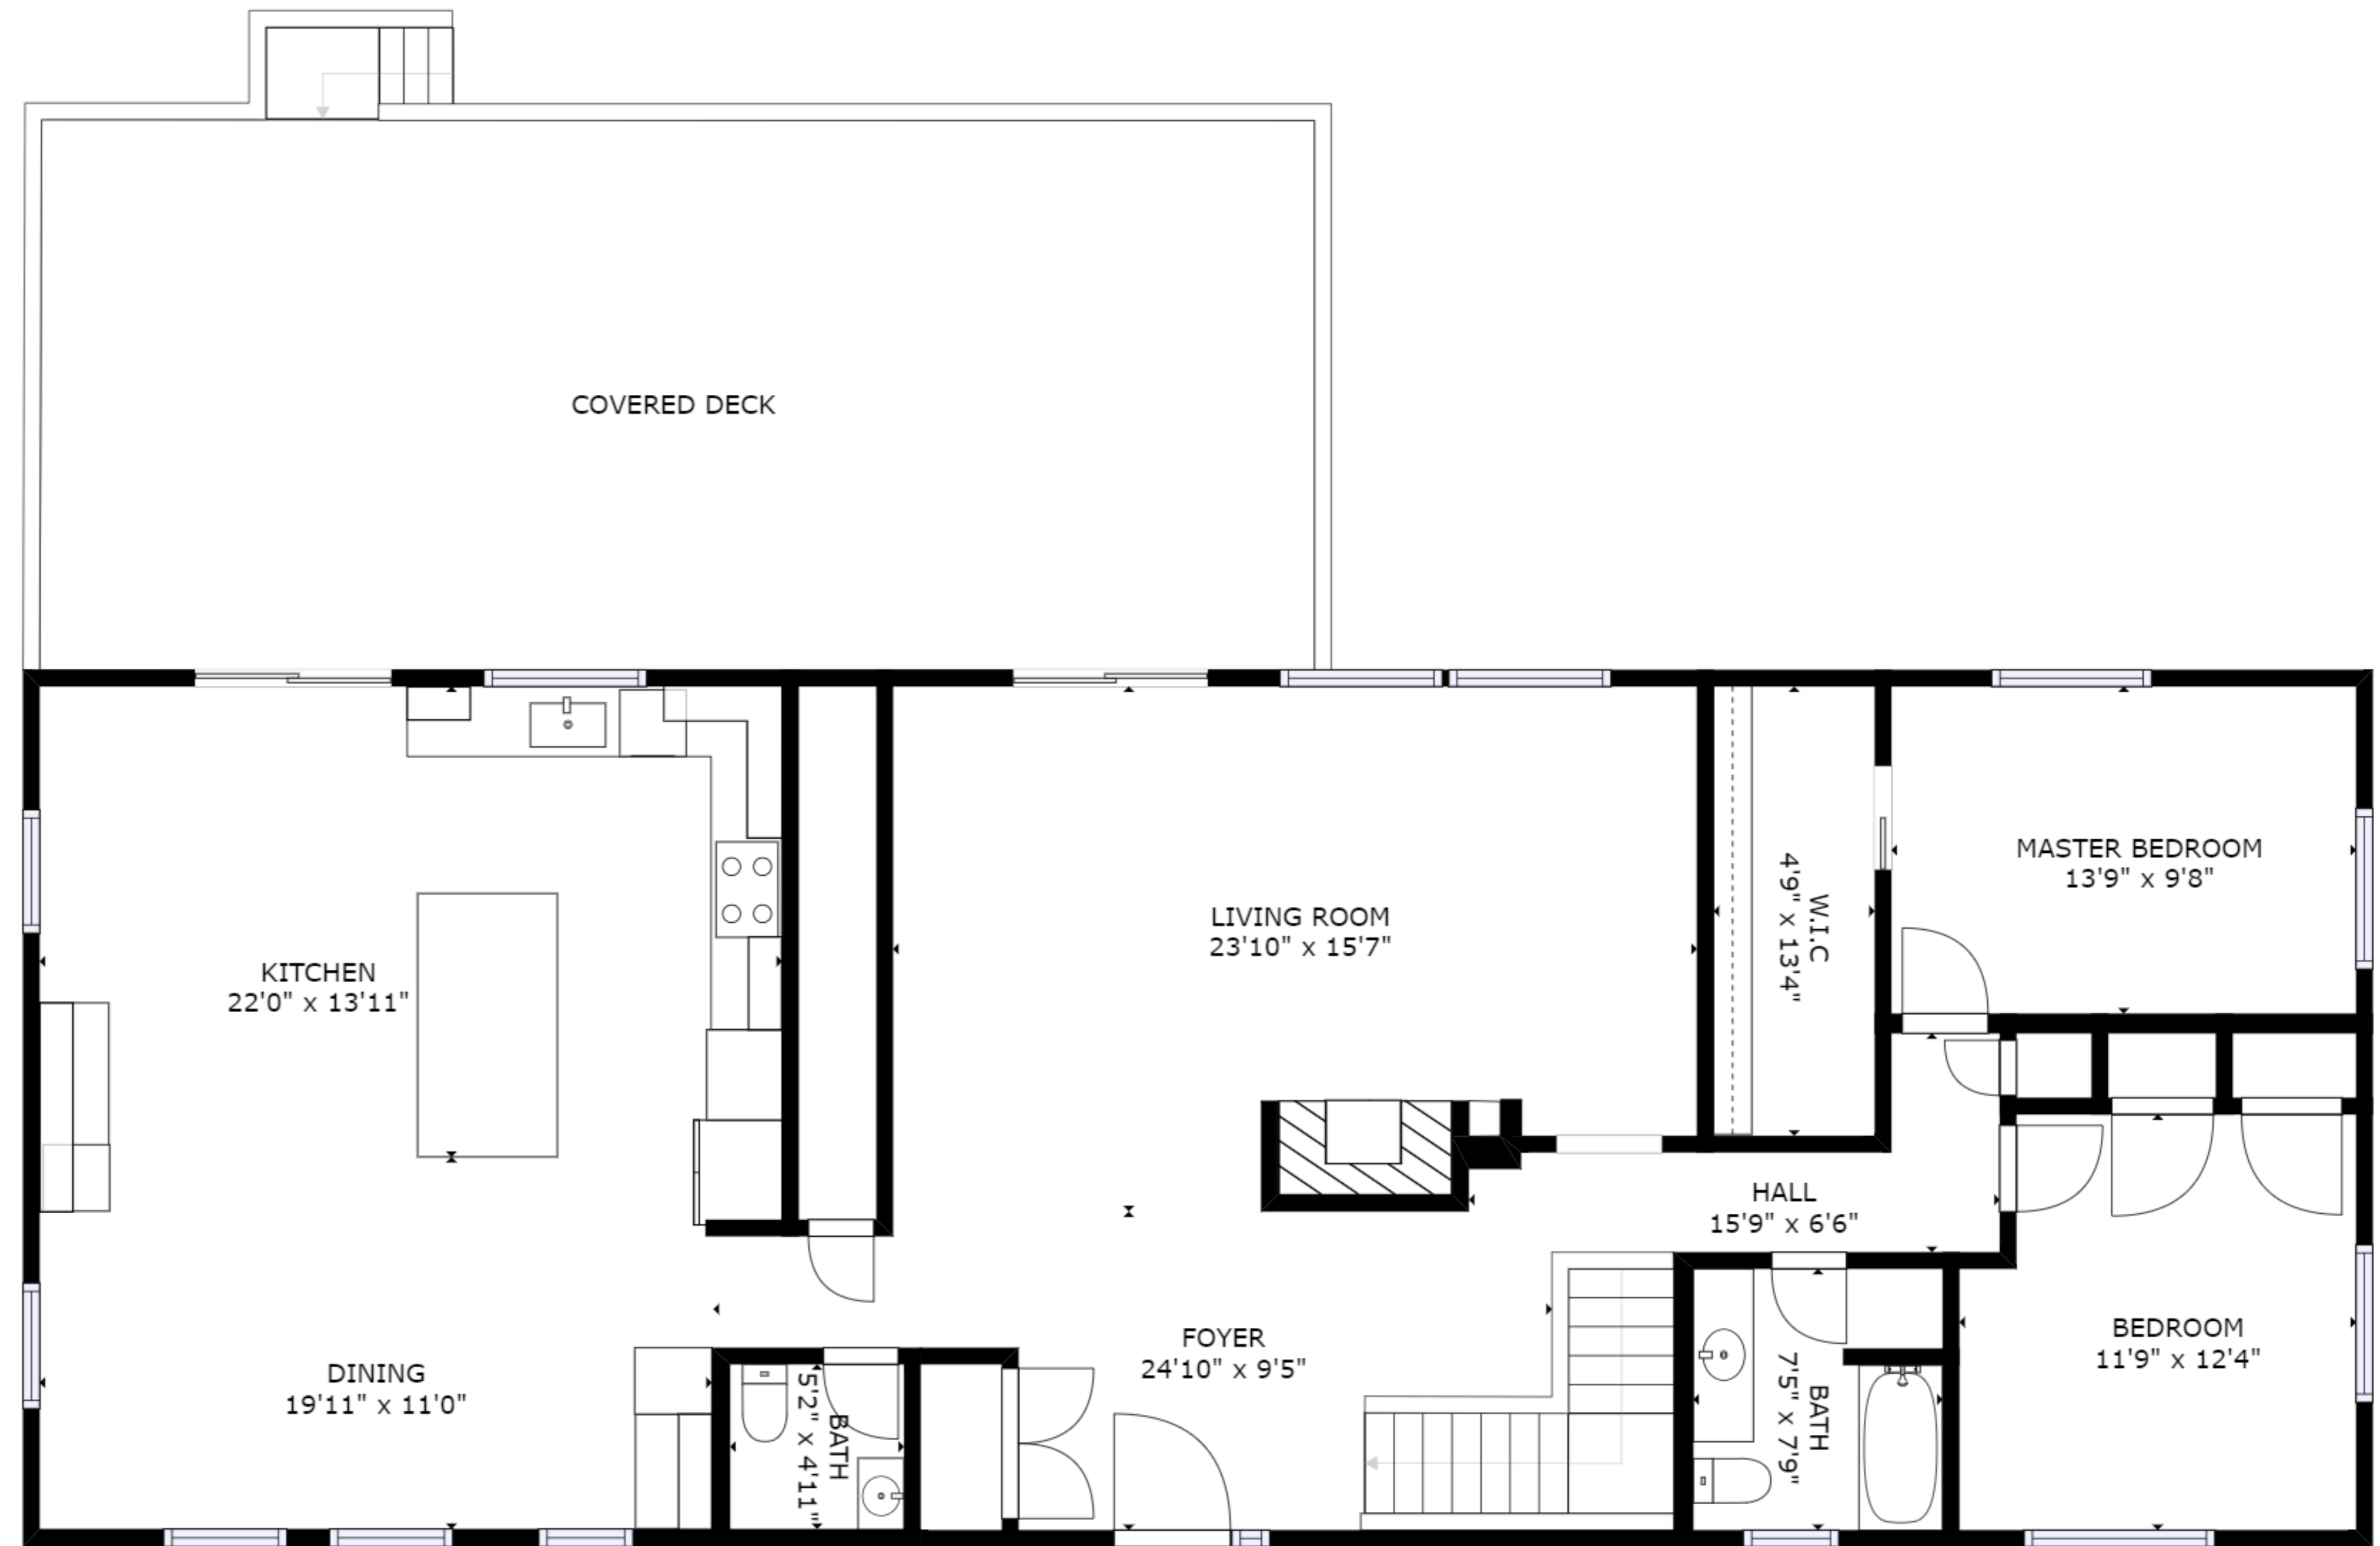 COVERED DECK
KITCHEN
22'0" x 13'11"
LIVING ROOM
23'10" x 15'7"
W.I.C
4'9" x 13'4"
MASTER BEDROOM
13'9" x 9'8"
HALL
15'9" x 6'6"
DINING
19'11" x 11'0"
BATH
5'2" x 4'11"
FOYER
24'10" x 9'5"
BATH
7'5" x 7'9"
BEDROOM
11'9" x 12'4"